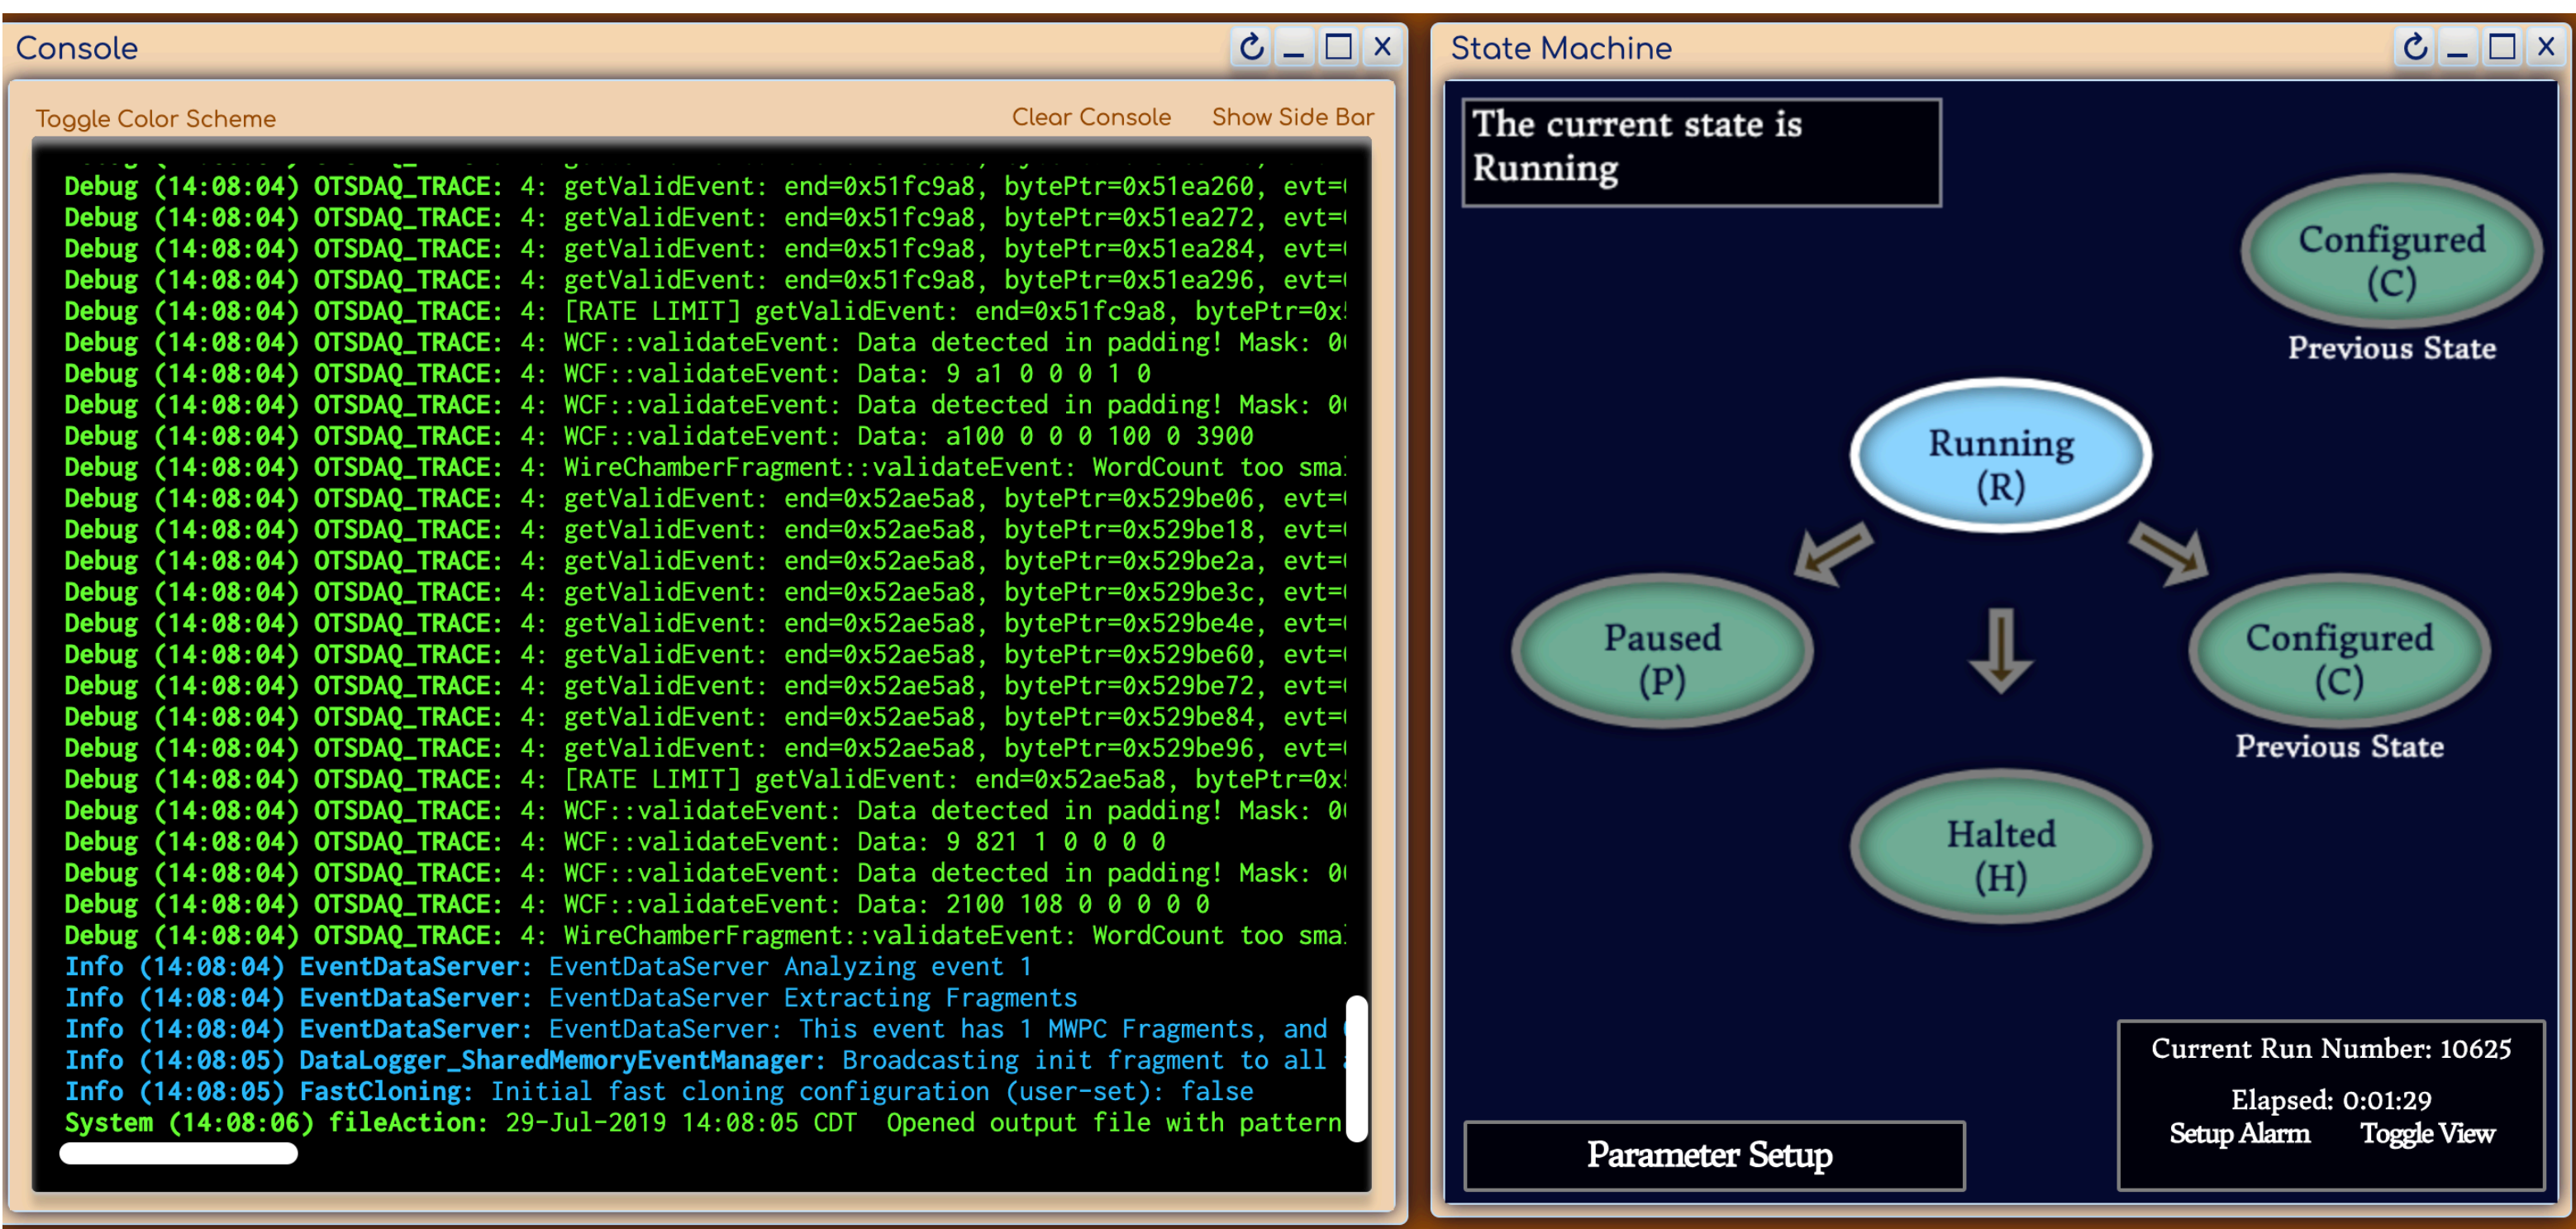 Console
Toggle Color Scheme
Clear Console Show Side Bar
Debug (14:08:04) OTSDAQ_TRACE: 4: getValidEvent: end=0x51fc9a8, bytePtr=0x51ea260, evt=
Debug (14:08:04) OTSDAQ_TRACE: 4: getValidEvent: end=0x51fc9a8, bytePtr=0x51ea272, evt=
Debug (14:08:04) OTSDAQ_TRACE: 4: getValidEvent: end=0x51fc9a8, bytePtr=0x51ea284, evt=
Debug (14:08:04) OTSDAQ_TRACE: 4: getValidEvent: end=0x51fc9a8, bytePtr=0x51ea296, evt=
Debug (14:08:04) OTSDAQ_TRACE: 4: [RATE LIMIT] getValidEvent: end=0x51fc9a8, bytePtr=0x
Debug (14:08:04) OTSDAQ_TRACE: 4: WCF::validateEvent: Data detected in padding! Mask: 0
Debug (14:08:04) OTSDAQ_TRACE: 4: WCF::validateEvent: Data: 9 a1 0 0 0 1 0
Debug (14:08:04) OTSDAQ_TRACE: 4: WCF::validateEvent: Data detected in padding! Mask: 0
Debug (14:08:04) OTSDAQ_TRACE: 4: WCF::validateEvent: Data: a100 0 0 0 100 0 3900
Debug (14:08:04) OTSDAQ_TRACE: 4: WireChamberFragment::validateEvent: WordCount too sma
Debug (14:08:04) OTSDAQ_TRACE: 4: getValidEvent: end=0x52ae5a8, bytePtr=0x529be06, evt=
Debug (14:08:04) OTSDAQ_TRACE: 4: getValidEvent: end=0x52ae5a8, bytePtr=0x529be18, evt=
Debug (14:08:04) OTSDAQ_TRACE: 4: getValidEvent: end=0x52ae5a8, bytePtr=0x529be2a, evt=
Debug (14:08:04) OTSDAQ_TRACE: 4: getValidEvent: end=0x52ae5a8, bytePtr=0x529be3c, evt=
Debug (14:08:04) OTSDAQ_TRACE: 4: getValidEvent: end=0x52ae5a8, bytePtr=0x529be4e, evt=
Debug (14:08:04) OTSDAQ_TRACE: 4: getValidEvent: end=0x52ae5a8, bytePtr=0x529be60, evt=
Debug (14:08:04) OTSDAQ_TRACE: 4: getValidEvent: end=0x52ae5a8, bytePtr=0x529be72, evt=
Debug (14:08:04) OTSDAQ_TRACE: 4: getValidEvent: end=0x52ae5a8, bytePtr=0x529be84, evt=
Debug (14:08:04) OTSDAQ_TRACE: 4: getValidEvent: end=0x52ae5a8, bytePtr=0x529be96, evt=
Debug (14:08:04) OTSDAQ_TRACE: 4: [RATE LIMIT] getValidEvent: end=0x52ae5a8, bytePtr=0x
Debug (14:08:04) OTSDAQ_TRACE: 4: WCF::validateEvent: Data detected in padding! Mask: 0
Debug (14:08:04) OTSDAQ_TRACE: 4: WCF::validateEvent: Data: 9 821 1 0 0 0 0
Debug (14:08:04) OTSDAQ_TRACE: 4: WCF::validateEvent: Data detected in padding! Mask: 0
Debug (14:08:04) OTSDAQ_TRACE: 4: WCF::validateEvent: Data: 2100 108 0 0 0 0 0
Debug (14:08:04) OTSDAQ_TRACE: 4: WireChamberFragment::validateEvent: WordCount too sma
Info (14:08:04) EventDataServer: EventDataServer Analyzing event 1
Info (14:08:04) EventDataServer: EventDataServer Extracting Fragments
Info (14:08:04) EventDataServer: EventDataServer: This event has 1 MWPC Fragments, and
Info (14:08:05) DataLogger_SharedMemoryEventManager: Broadcasting init fragment to all
Info (14:08:05) FastCloning: Initial fast cloning configuration (user-set): false
System (14:08:06) fileAction: 29-Jul-2019 14:08:05 CDT Opened output file with pattern
State Machine
The current state is
Running
Configured
(C)
Previous State
Running
(R)
Paused
(P)
Configured
(C)
Previous State
Halted
(H)
Current Run Number: 10625
Elapsed: 0:01:29
Setup Alarm Toggle View
Parameter Setup